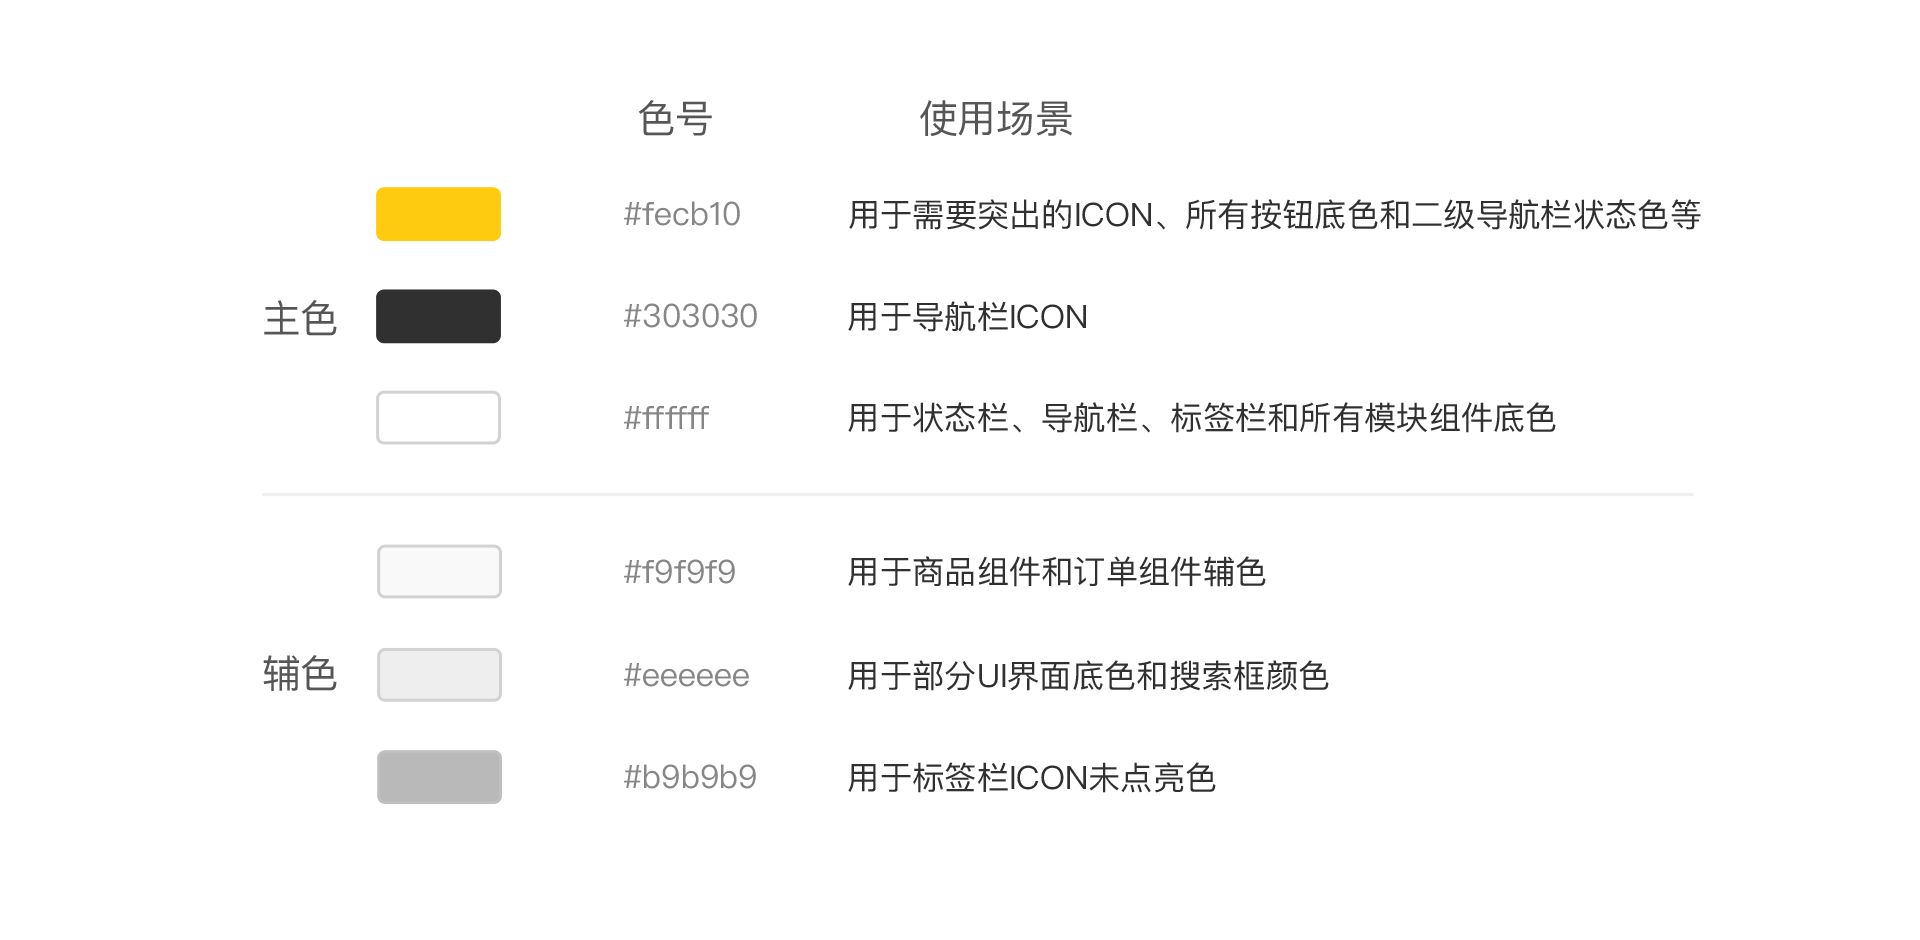 色号 使用场景
#fecb10 用于需要突出的ICON、所有按钮底色和二级导航栏状态色等
主色 #303030 用于导航栏ICON
#ffffff 用于状态栏、导航栏、标签栏和所有模块组件底色
#f9f9f9 用于商品组件和订单组件辅色
辅色 #eeeeee 用于部分UI界面底色和搜索框颜色
#b9b9b9 用于标签栏ICON未点亮色